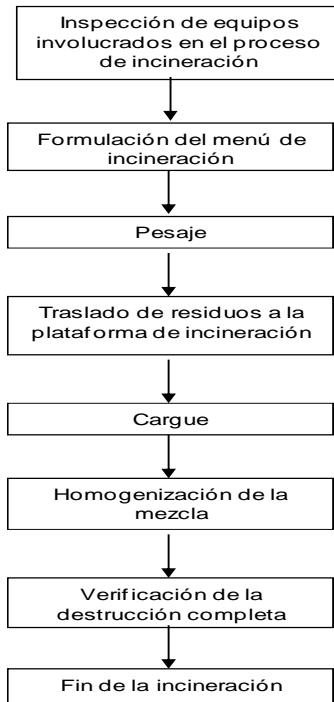 Inspección de equipos
involucrados en el proceso
de incineración
Formulación del menú de
incineración
Pesaje
Traslado de residuos a la
plataforma de incineración
Cargue
Homogenización de la
mezcla
Verificación de la
destrucción completa
Fin de la incineración